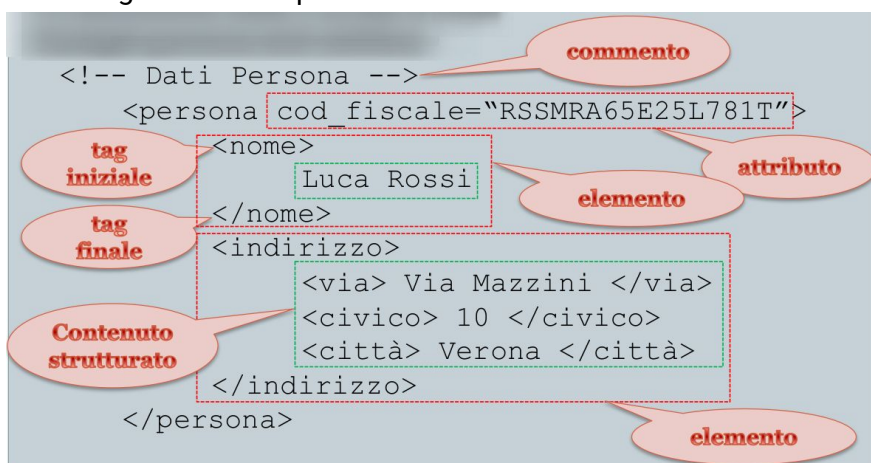 commento
<!-- Dati Persona -->
<persona cod_fiscale=“RSSMRA65E25L781T”>
tag
iniziale
<nome>
attributo
Luca Rossi
elemento
</nome>
tag
finale
<indirizzo>
<via> Via Mazzini </via>
Contenuto
strutturato
<civico> 10 </civico>
<città> Verona </città>
</indirizzo>
</persona>
elemento